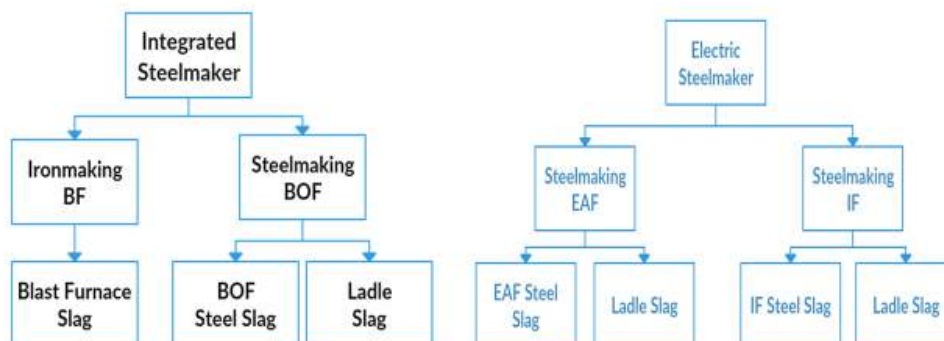 Integrated
Steelmaker
Electric
Steelmaker
Ironmaking
BF
Steelmaking
BOF
Steelmaking
EAF
Steelmaking
IF
Blast Furnace
Slag
BOF
Steel Slag
Ladle
Slag
EAF Steel
Slag
Ladle Slag
IF Steel Slag
Ladle Slag